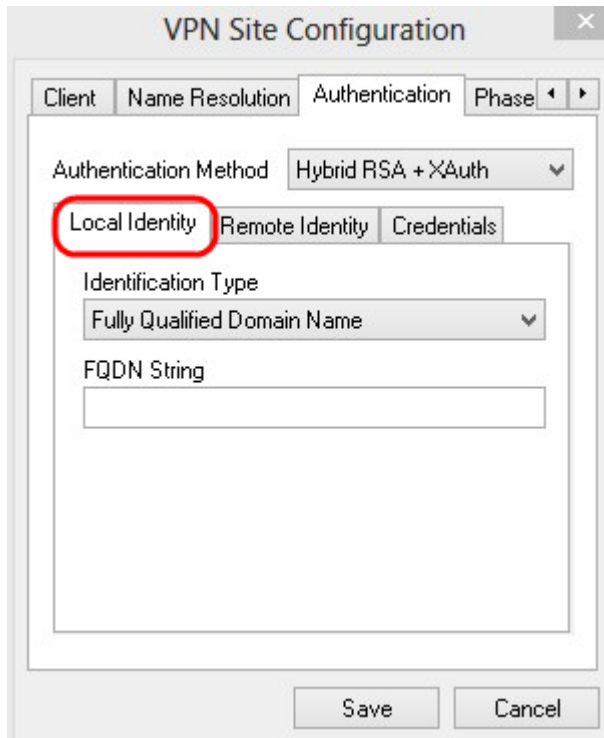 VPN Site Configuration
Client Name Resolution Authentication Phase
Authentication Method Hybrid RSA + XAuth
Local Identity Remote Identity Credentials
Identification Type
Fully Qualified Domain Name
FQDN String
Save Cancel